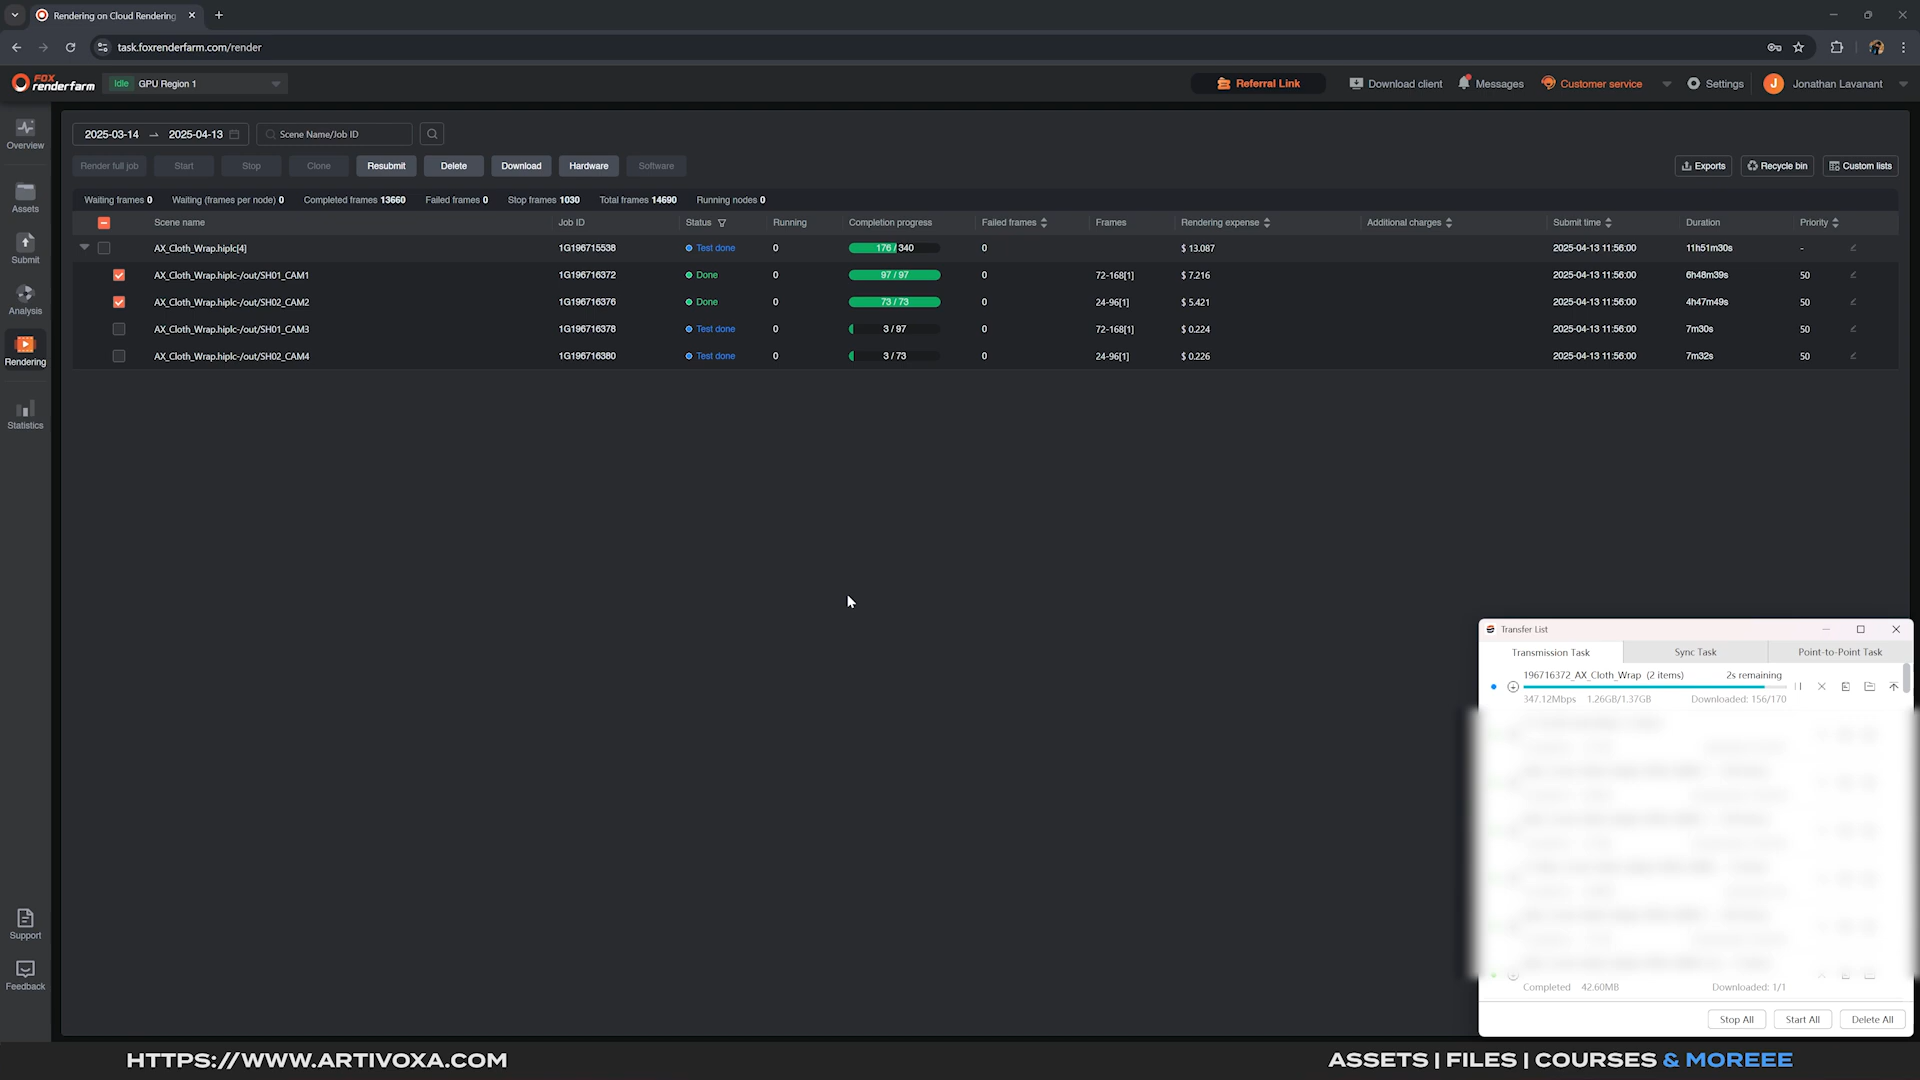 Rendering on Cloud Rendering
task.foxrenderfarm.com/render
FOX renderfarm
Idle GPU Region 1
Referral Link
Download client
Messages
Customer service
Settings
J
Jonathan Lavanant
Overview
Assets
Submit
Analysis
Rendering
Statistics
Support
Feedback
2025-03-14 → 2025-04-13
Scene Name/Job ID
Render full job Start Stop Clone Resubmit Delete Download Hardware Software
Exports Recycle bin Custom lists
Waiting frames 0 Waiting (frames per node) 0 Completed frames 13660 Failed frames 0 Stop frames 1030 Total frames 14690 Running nodes 0
Scene name Job ID Status Running Completion progress Failed frames Frames Rendering expense Additional charges Submit time Duration Priority
AX_Cloth_Wrap.hiplc[4] 1G196715538 Test done 0 176 / 340 0 $ 13.087 2025-04-13 11:56:00 11h51m30s -
AX_Cloth_Wrap.hiplc-/out/SH01_CAM1 1G196716372 Done 0 97 / 97 0 72-168[1] $ 7.216 2025-04-13 11:56:00 6h48m39s 50
AX_Cloth_Wrap.hiplc-/out/SH02_CAM2 1G196716376 Done 0 73 / 73 0 24-96[1] $ 5.421 2025-04-13 11:56:00 4h47m49s 50
AX_Cloth_Wrap.hiplc-/out/SH01_CAM3 1G196716378 Test done 0 3 / 97 0 72-168[1] $ 0.224 2025-04-13 11:56:00 7m30s 50
AX_Cloth_Wrap.hiplc-/out/SH02_CAM4 1G196716380 Test done 0 3 / 73 0 24-96[1] $ 0.226 2025-04-13 11:56:00 7m32s 50
Transfer List
Transmission Task Sync Task Point-to-Point Task
196716372_AX_Cloth_Wrap (2 items) 2s remaining
347.12Mbps 1.26GB/1.37GB Downloaded: 156/170
Completed 42.60MB Downloaded: 1/1
Stop All Start All Delete All
HTTPS://WWW.ARTIVOXA.COM
ASSETS | FILES | COURSES & MOREEE